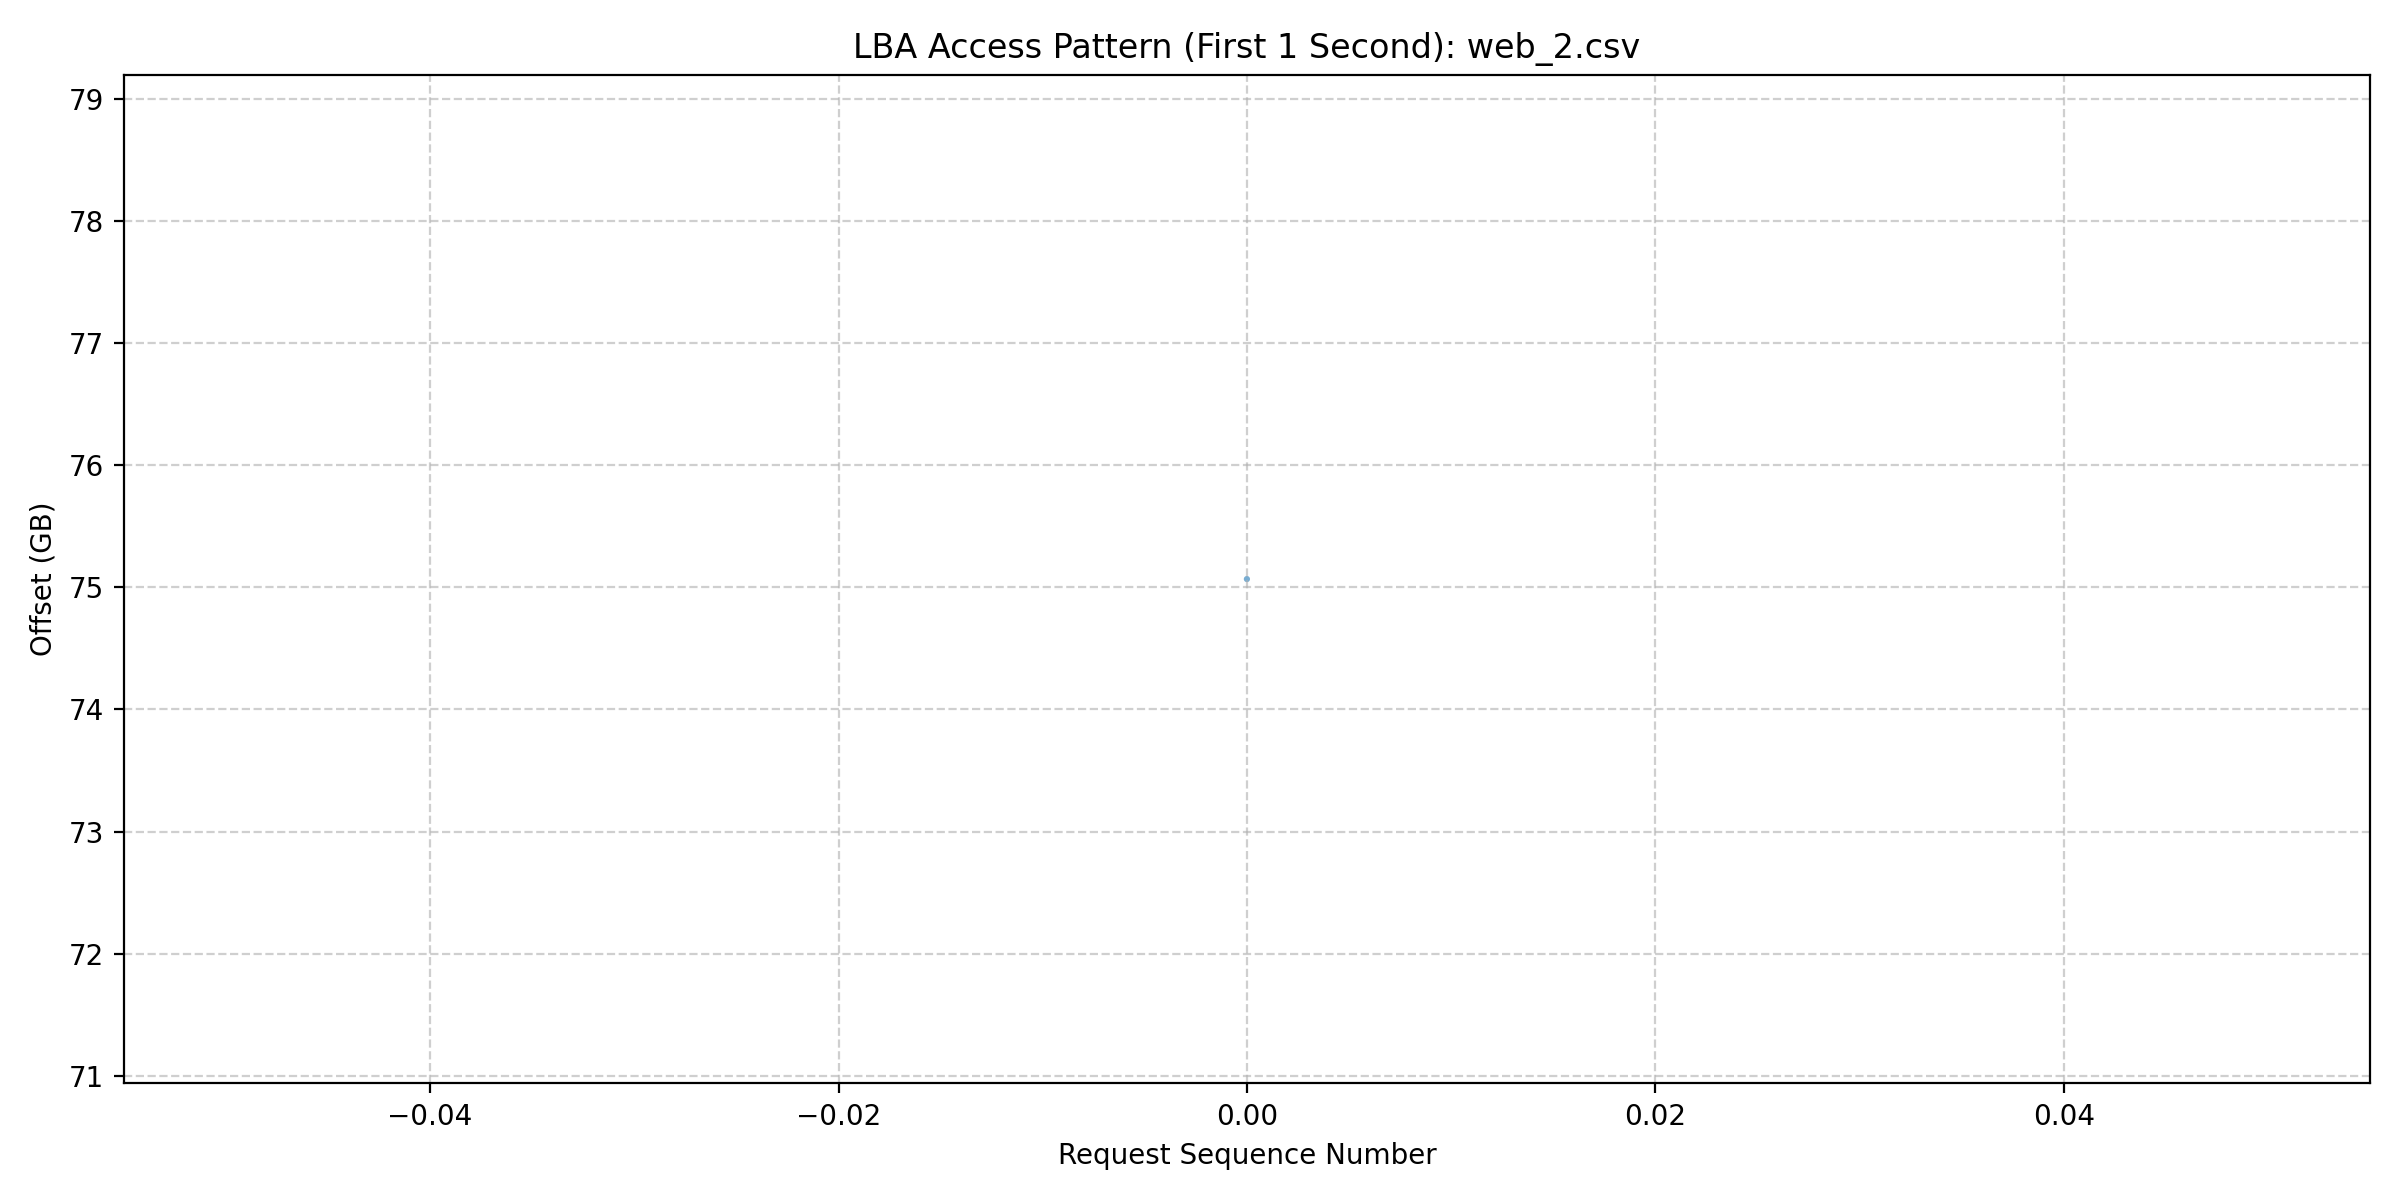 LBA Access Pattern (First 1 Second): web_2.csv
79
78
77
76
75
74
73
72
71
Offset (GB)
−0.04 −0.02 0.00 0.02 0.04
Request Sequence Number